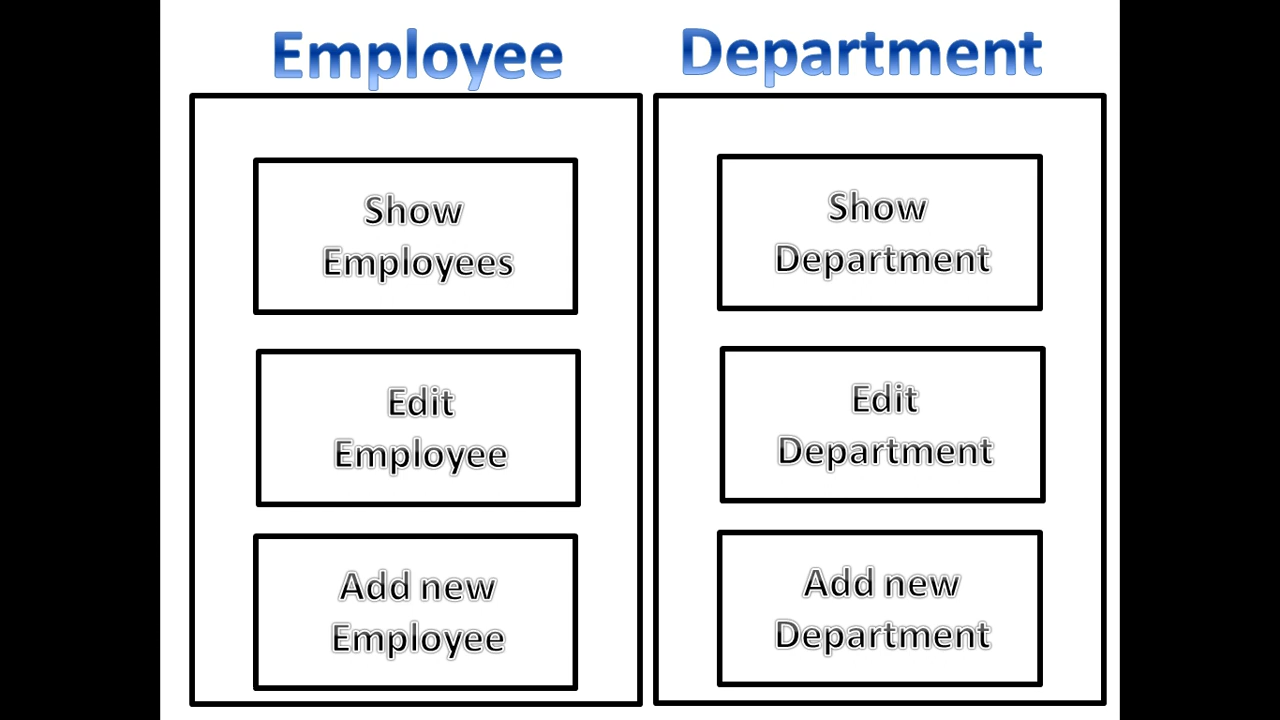 Employee
Show
Employees
Edit
Employee
Add new
Employee
Department
Show
Department
Edit
Department
Add new
Department